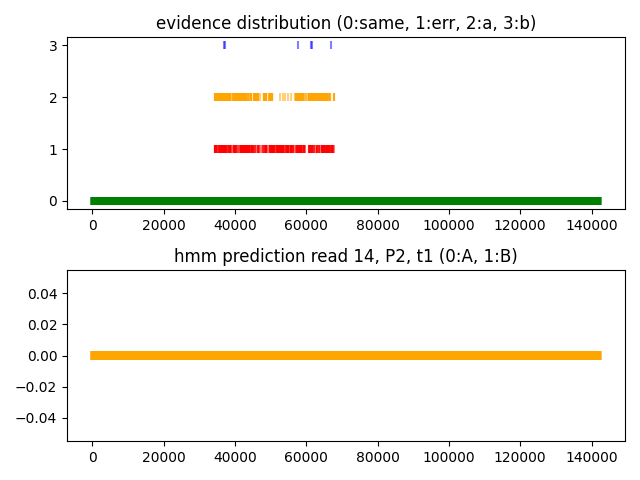 evidence distribution (0:same, 1:err, 2:a, 3:b)
3
2
1
0
0 20000 40000 60000 80000 100000 120000 140000
hmm prediction read 14, P2, t1 (0:A, 1:B)
0.04
0.02
0.00
−0.02
−0.04
0 20000 40000 60000 80000 100000 120000 140000